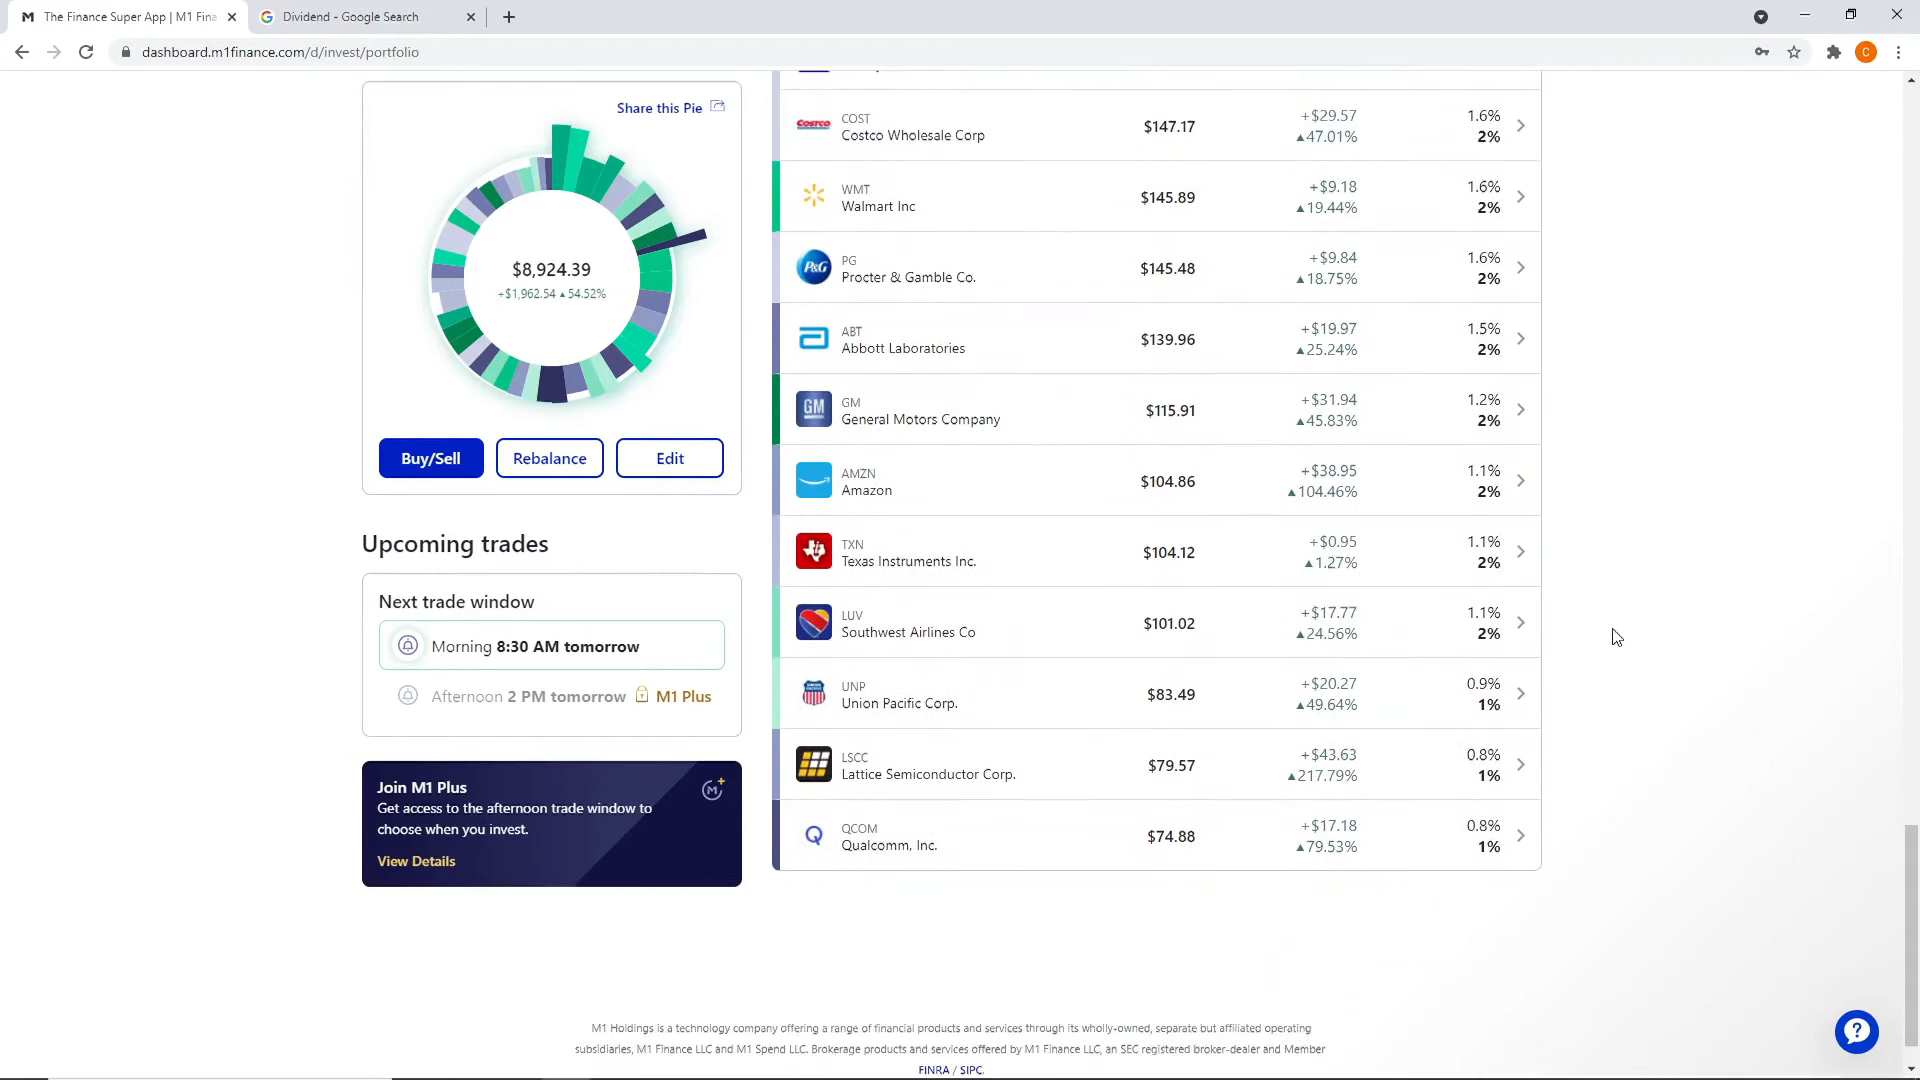 The Finance Super App | M1 Fina
Dividend - Google Search
dashboard.m1finance.com/d/invest/portfolio
C
Share this Pie
$8,924.39
+$1,962.54 ▲ 54.52%
Buy/Sell
Rebalance
Edit
Upcoming trades
Next trade window
Morning 8:30 AM tomorrow
Afternoon 2 PM tomorrow M1 Plus
Join M1 Plus
Get access to the afternoon trade window to
choose when you invest.
View Details
COSTCO
COST
Costco Wholesale Corp
$147.17
+$29.57
▲47.01%
1.6%
2%
WMT
Walmart Inc
$145.89
+$9.18
▲19.44%
1.6%
2%
P&G
PG
Procter & Gamble Co.
$145.48
+$9.84
▲18.75%
1.6%
2%
ABT
Abbott Laboratories
$139.96
+$19.97
▲25.24%
1.5%
2%
GM
GM
General Motors Company
$115.91
+$31.94
▲45.83%
1.2%
2%
AMZN
Amazon
$104.86
+$38.95
▲104.46%
1.1%
2%
TXN
Texas Instruments Inc.
$104.12
+$0.95
▲1.27%
1.1%
2%
LUV
Southwest Airlines Co
$101.02
+$17.77
▲24.56%
1.1%
2%
UNP
Union Pacific Corp.
$83.49
+$20.27
▲49.64%
0.9%
1%
LSCC
Lattice Semiconductor Corp.
$79.57
+$43.63
▲217.79%
0.8%
1%
Q
QCOM
Qualcomm, Inc.
$74.88
+$17.18
▲79.53%
0.8%
1%
M1 Holdings is a technology company offering a range of financial products and services through its wholly-owned, separate but affiliated operating
subsidiaries, M1 Finance LLC and M1 Spend LLC. Brokerage products and services offered by M1 Finance LLC, an SEC registered broker-dealer and Member
FINRA / SIPC.